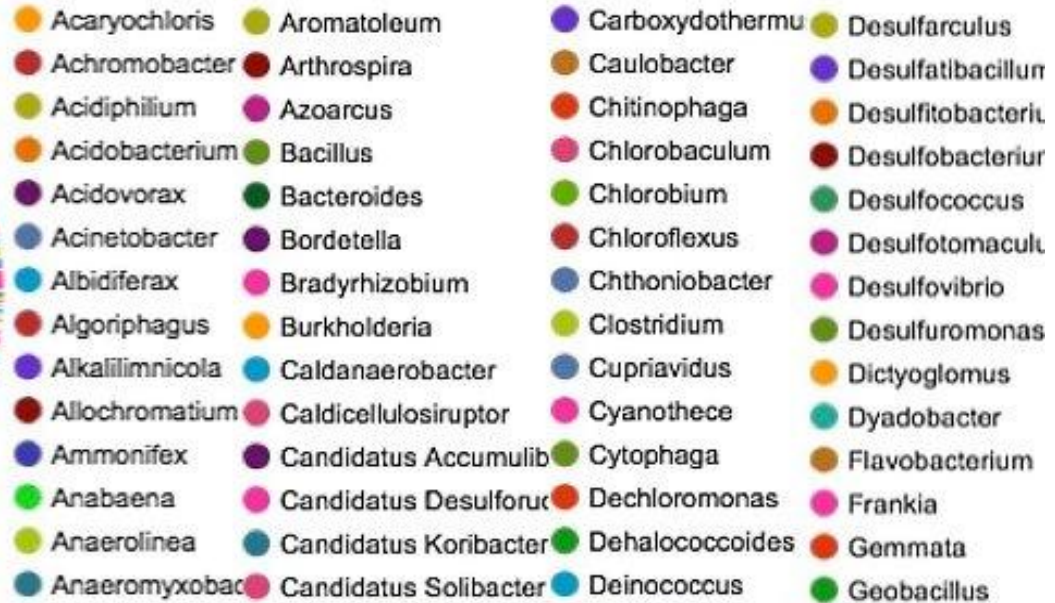 Acaryochloris
Achromobacter
Acidiphilium
Acidobacterium
Acidovorax
Acinetobacter
Albidiferax
Algoriphagus
Alkalilimnicola
Allochromatium
Ammonifex
Anabaena
Anaerolinea
Anaeromyxobac
Aromatoleum
Arthrospira
Azoarcus
Bacillus
Bacteroides
Bordetella
Bradyrhizobium
Burkholderia
Caldanaerobacter
Caldicellulosiruptor
Candidatus Accumulib
Candidatus Desulforud
Candidatus Koribacter
Candidatus Solibacter
Carboxydothermu
Caulobacter
Chitinophaga
Chlorobaculum
Chlorobium
Chloroflexus
Chthoniobacter
Clostridium
Cupriavidus
Cyanothece
Cytophaga
Dechloromonas
Dehalococcoides
Deinococcus
Desulfarculus
Desulfatibacillum
Desulfitobacteriu
Desulfobacterium
Desulfococcus
Desulfotomaculu
Desulfovibrio
Desulfuromonas
Dictyoglomus
Dyadobacter
Flavobacterium
Frankia
Gemmata
Geobacillus